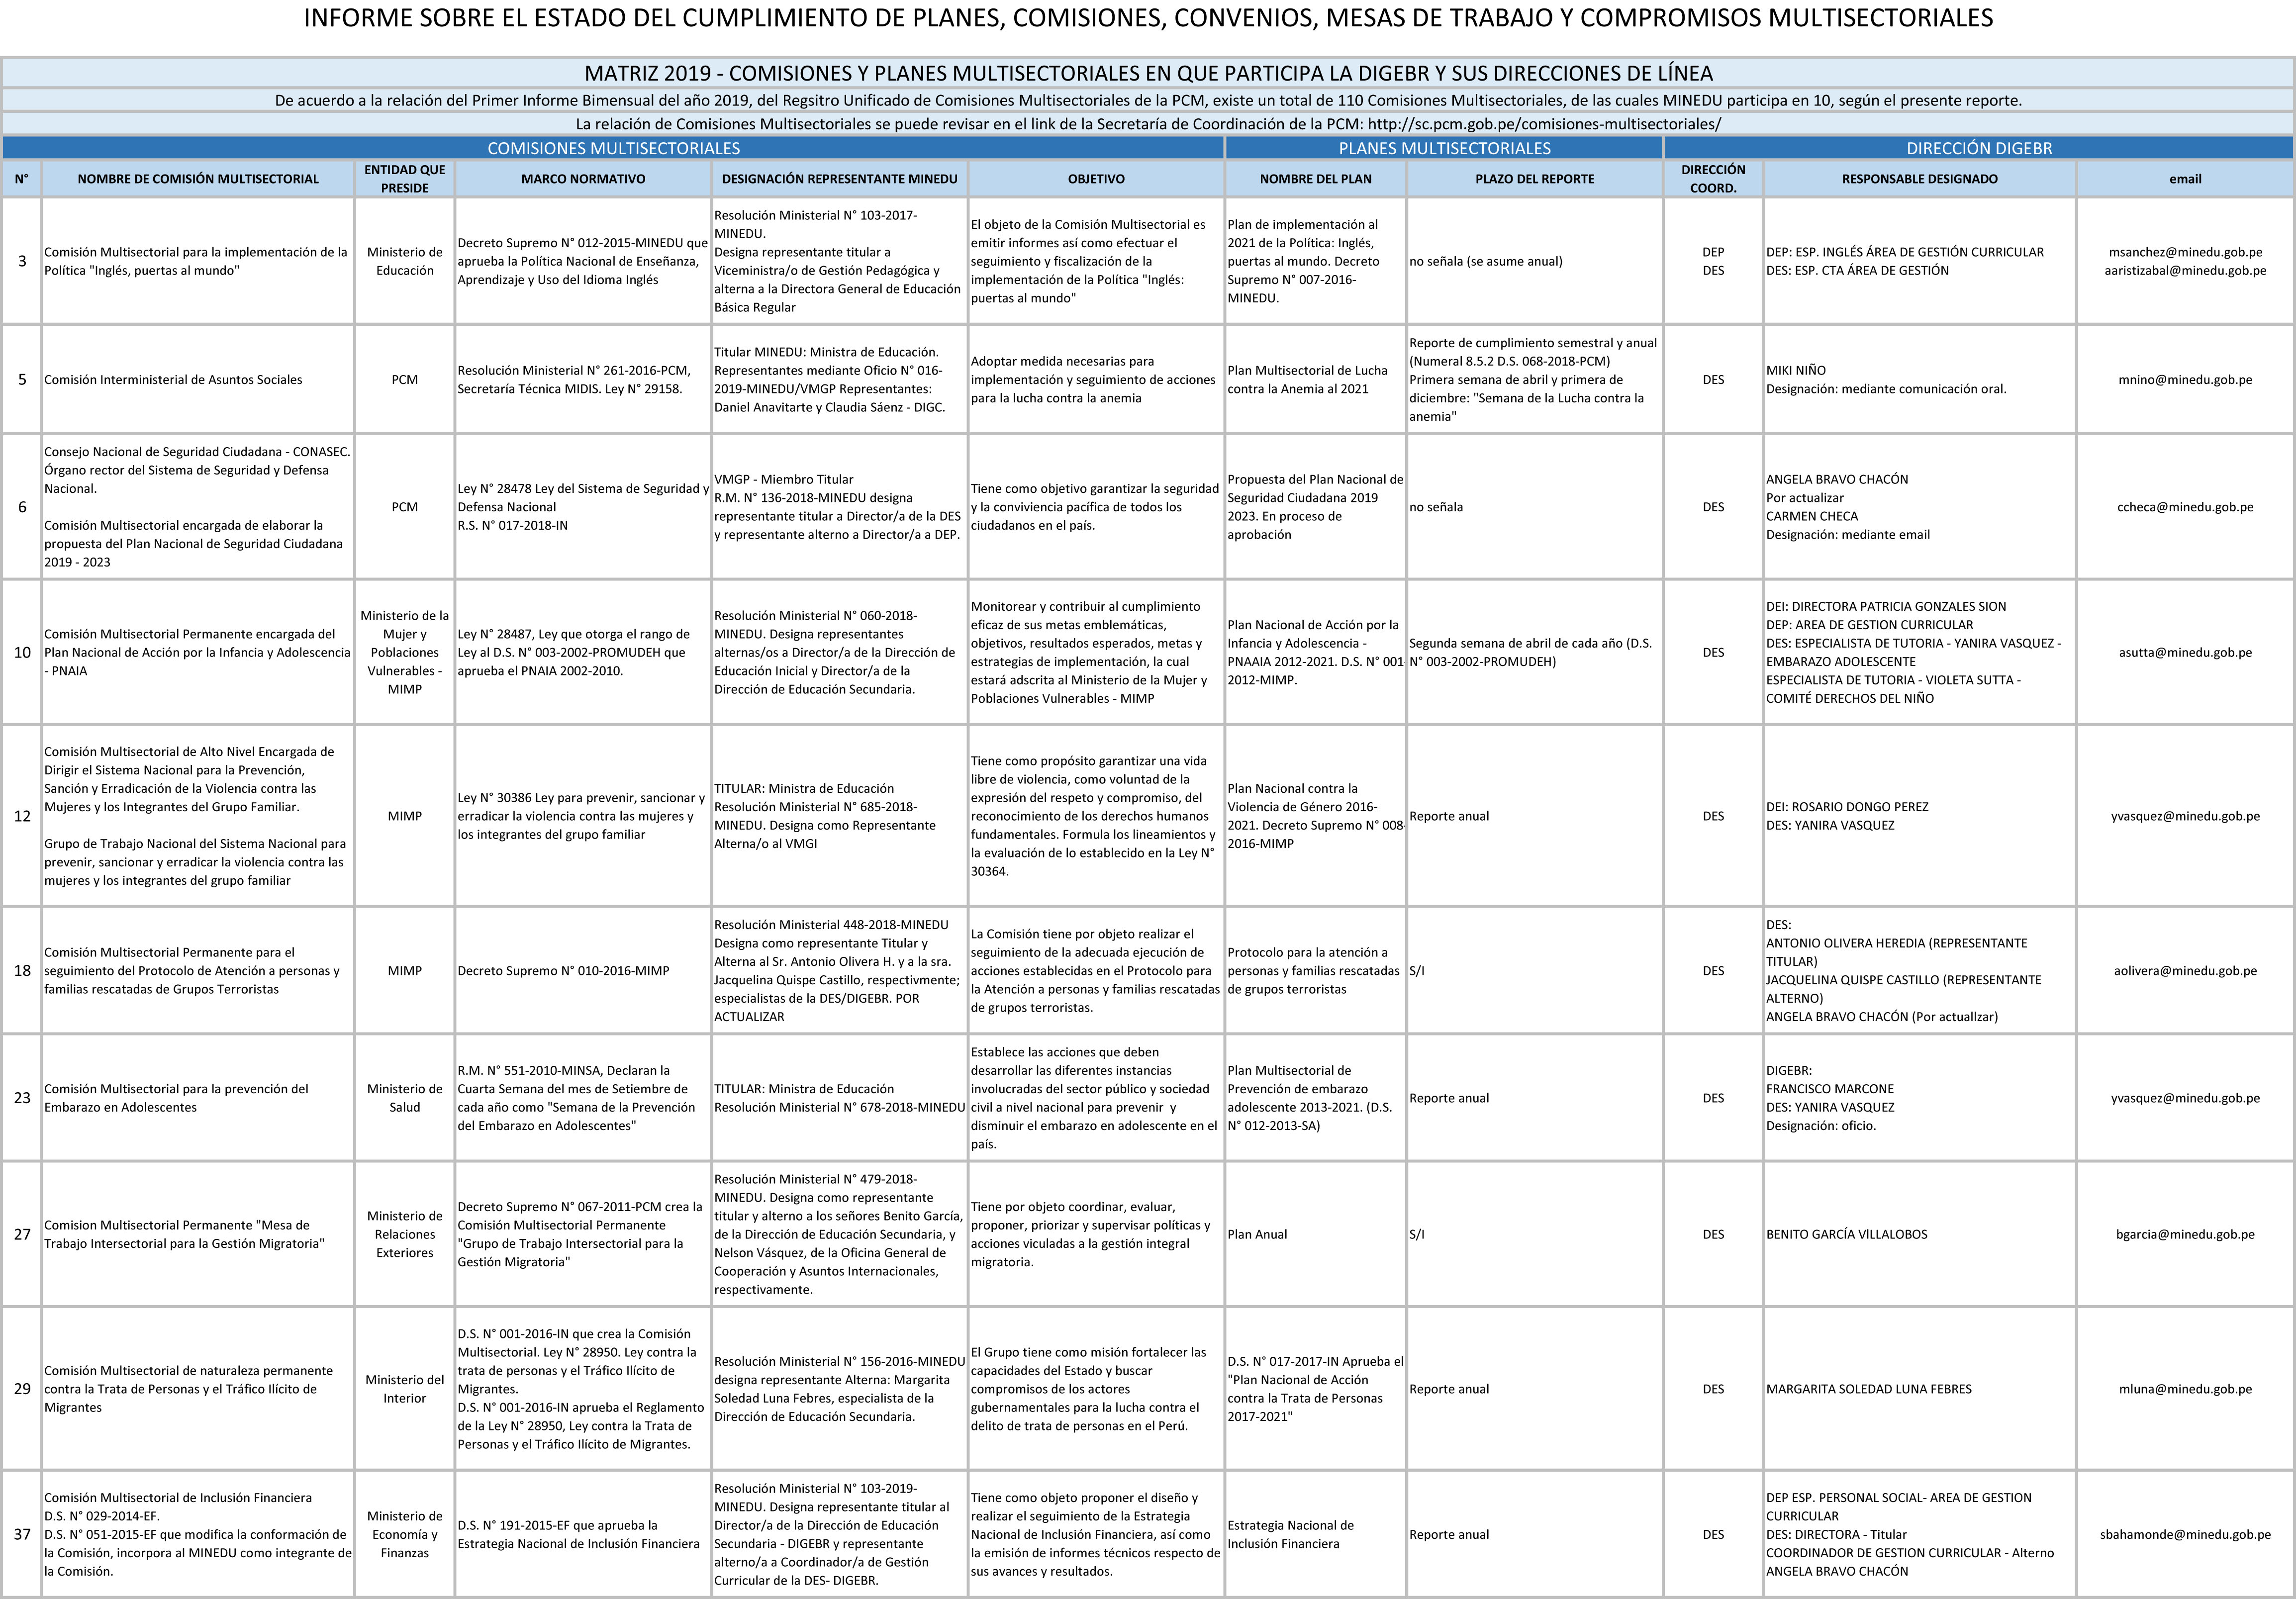 INFORME SOBRE EL ESTADO DEL CUMPLIMIENTO DE PLANES, COMISIONES, CONVENIOS, MESAS DE TRABAJO Y COMPROMISOS MULTISECTORIALES
MATRIZ 2019 - COMISIONES Y PLANES MULTISECTORIALES EN QUE PARTICIPA LA DIGEBR Y SUS DIRECCIONES DE LÍNEA
De acuerdo a la relación del Primer Informe Bimensual del año 2019, del Regsitro Unificado de Comisiones Multisectoriales de la PCM, existe un total de 110 Comisiones Multisectoriales, de las cuales MINEDU participa en 10, según el presente reporte.
La relación de Comisiones Multisectoriales se puede revisar en el link de la Secretaría de Coordinación de la PCM: http://sc.pcm.gob.pe/comisiones-multisectoriales/
COMISIONES MULTISECTORIALES
PLANES MULTISECTORIALES
DIRECCIÓN DIGEBR
N°
NOMBRE DE COMISIÓN MULTISECTORIAL
ENTIDAD QUE
PRESIDE
MARCO NORMATIVO
DESIGNACIÓN REPRESENTANTE MINEDU
OBJETIVO
NOMBRE DEL PLAN
PLAZO DEL REPORTE
DIRECCIÓN
COORD.
RESPONSABLE DESIGNADO
email
3
Comisión Multisectorial para la implementación de la
Política "Inglés, puertas al mundo"
Ministerio de
Educación
Decreto Supremo N° 012-2015-MINEDU que
aprueba la Política Nacional de Enseñanza,
Aprendizaje y Uso del Idioma Inglés
Resolución Ministerial N° 103-2017-
MINEDU.
Designa representante titular a
Viceministra/o de Gestión Pedagógica y
alterna a la Directora General de Educación
Básica Regular
El objeto de la Comisión Multisectorial es
emitir informes así como efectuar el
seguimiento y fiscalización de la
implementación de la Política "Inglés:
puertas al mundo"
Plan de implementación al
2021 de la Política: Inglés,
puertas al mundo. Decreto
Supremo N° 007-2016-
MINEDU.
no señala (se asume anual)
DEP
DES
DEP: ESP. INGLÉS ÁREA DE GESTIÓN CURRICULAR
DES: ESP. CTA ÁREA DE GESTIÓN
msanchez@minedu.gob.pe
aaristizabal@minedu.gob.pe
5
Comisión Interministerial de Asuntos Sociales
PCM
Resolución Ministerial N° 261-2016-PCM,
Secretaría Técnica MIDIS. Ley N° 29158.
Titular MINEDU: Ministra de Educación.
Representantes mediante Oficio N° 016-
2019-MINEDU/VMGP Representantes:
Daniel Anavitarte y Claudia Sáenz - DIGC.
Adoptar medida necesarias para
implementación y seguimiento de acciones
para la lucha contra la anemia
Plan Multisectorial de Lucha
contra la Anemia al 2021
Reporte de cumplimiento semestral y anual
(Numeral 8.5.2 D.S. 068-2018-PCM)
Primera semana de abril y primera de
diciembre: "Semana de la Lucha contra la
anemia"
DES
MIKI NIÑO
Designación: mediante comunicación oral.
mnino@minedu.gob.pe
6
Consejo Nacional de Seguridad Ciudadana - CONASEC.
Órgano rector del Sistema de Seguridad y Defensa
Nacional.
Comisión Multisectorial encargada de elaborar la
propuesta del Plan Nacional de Seguridad Ciudadana
2019 - 2023
PCM
Ley N° 28478 Ley del Sistema de Seguridad y
Defensa Nacional
R.S. N° 017-2018-IN
VMGP - Miembro Titular
R.M. N° 136-2018-MINEDU designa
representante titular a Director/a de la DES
y representante alterno a Director/a a DEP.
Tiene como objetivo garantizar la seguridad
y la conviviencia pacífica de todos los
ciudadanos en el país.
Propuesta del Plan Nacional de
Seguridad Ciudadana 2019
2023. En proceso de
aprobación
no señala
DES
ANGELA BRAVO CHACÓN
Por actualizar
CARMEN CHECA
Designación: mediante email
ccheca@minedu.gob.pe
10
Comisión Multisectorial Permanente encargada del
Plan Nacional de Acción por la Infancia y Adolescencia
- PNAIA
Ministerio de la
Mujer y
Poblaciones
Vulnerables -
MIMP
Ley N° 28487, Ley que otorga el rango de
Ley al D.S. N° 003-2002-PROMUDEH que
aprueba el PNAIA 2002-2010.
Resolución Ministerial N° 060-2018-
MINEDU. Designa representantes
alternas/os a Director/a de la Dirección de
Educación Inicial y Director/a de la
Dirección de Educación Secundaria.
Monitorear y contribuir al cumplimiento
eficaz de sus metas emblemáticas,
objetivos, resultados esperados, metas y
estrategias de implementación, la cual
estará adscrita al Ministerio de la Mujer y
Poblaciones Vulnerables - MIMP
Plan Nacional de Acción por la
Infancia y Adolescencia -
PNAAIA 2012-2021. D.S. N° 001-
2012-MIMP.
Segunda semana de abril de cada año (D.S.
N° 003-2002-PROMUDEH)
DES
DEI: DIRECTORA PATRICIA GONZALES SION
DEP: AREA DE GESTION CURRICULAR
DES: ESPECIALISTA DE TUTORIA - YANIRA VASQUEZ -
EMBARAZO ADOLESCENTE
ESPECIALISTA DE TUTORIA - VIOLETA SUTTA -
COMITÉ DERECHOS DEL NIÑO
asutta@minedu.gob.pe
12
Comisión Multisectorial de Alto Nivel Encargada de
Dirigir el Sistema Nacional para la Prevención,
Sanción y Erradicación de la Violencia contra las
Mujeres y los Integrantes del Grupo Familiar.
Grupo de Trabajo Nacional del Sistema Nacional para
prevenir, sancionar y erradicar la violencia contra las
mujeres y los integrantes del grupo familiar
MIMP
Ley N° 30386 Ley para prevenir, sancionar y
erradicar la violencia contra las mujeres y
los integrantes del grupo familiar
TITULAR: Ministra de Educación
Resolución Ministerial N° 685-2018-
MINEDU. Designa como Representante
Alterna/o al VMGI
Tiene como propósito garantizar una vida
libre de violencia, como voluntad de la
expresión del respeto y compromiso, del
reconocimiento de los derechos humanos
fundamentales. Formula los lineamientos y
la evaluación de lo establecido en la Ley N°
30364.
Plan Nacional contra la
Violencia de Género 2016-
2021. Decreto Supremo N° 008-
2016-MIMP
Reporte anual
DES
DEI: ROSARIO DONGO PEREZ
DES: YANIRA VASQUEZ
yvasquez@minedu.gob.pe
18
Comisión Multisectorial Permanente para el
seguimiento del Protocolo de Atención a personas y
familias rescatadas de Grupos Terroristas
MIMP
Decreto Supremo N° 010-2016-MIMP
Resolución Ministerial 448-2018-MINEDU
Designa como representante Titular y
Alterna al Sr. Antonio Olivera H. y a la sra.
Jacquelina Quispe Castillo, respectivmente;
especialistas de la DES/DIGEBR. POR
ACTUALIZAR
La Comisión tiene por objeto realizar el
seguimiento de la adecuada ejecución de
acciones establecidas en el Protocolo para
la Atención a personas y familias rescatadas
de grupos terroristas.
Protocolo para la atención a
personas y familias rescatadas
de grupos terroristas
S/I
DES
DES:
ANTONIO OLIVERA HEREDIA (REPRESENTANTE
TITULAR)
JACQUELINA QUISPE CASTILLO (REPRESENTANTE
ALTERNO)
ANGELA BRAVO CHACÓN (Por actuallzar)
aolivera@minedu.gob.pe
23
Comisión Multisectorial para la prevención del
Embarazo en Adolescentes
Ministerio de
Salud
R.M. N° 551-2010-MINSA, Declaran la
Cuarta Semana del mes de Setiembre de
cada año como "Semana de la Prevención
del Embarazo en Adolescentes"
TITULAR: Ministra de Educación
Resolución Ministerial N° 678-2018-MINEDU
Establece las acciones que deben
desarrollar las diferentes instancias
involucradas del sector público y sociedad
civil a nivel nacional para prevenir  y
disminuir el embarazo en adolescente en el
país.
Plan Multisectorial de
Prevención de embarazo
adolescente 2013-2021. (D.S.
N° 012-2013-SA)
Reporte anual
DES
DIGEBR:
FRANCISCO MARCONE
DES: YANIRA VASQUEZ
Designación: oficio.
yvasquez@minedu.gob.pe
27
Comision Multisectorial Permanente "Mesa de
Trabajo Intersectorial para la Gestión Migratoria"
Ministerio de
Relaciones
Exteriores
Decreto Supremo N° 067-2011-PCM crea la
Comisión Multisectorial Permanente
"Grupo de Trabajo Intersectorial para la
Gestión Migratoria"
Resolución Ministerial N° 479-2018-
MINEDU. Designa como representante
titular y alterno a los señores Benito García,
de la Dirección de Educación Secundaria, y
Nelson Vásquez, de la Oficina General de
Cooperación y Asuntos Internacionales,
respectivamente.
Tiene por objeto coordinar, evaluar,
proponer, priorizar y supervisar políticas y
acciones viculadas a la gestión integral
migratoria.
Plan Anual
S/I
DES
BENITO GARCÍA VILLALOBOS
bgarcia@minedu.gob.pe
29
Comisión Multisectorial de naturaleza permanente
contra la Trata de Personas y el Tráfico Ilícito de
Migrantes
Ministerio del
Interior
D.S. N° 001-2016-IN que crea la Comisión
Multisectorial. Ley N° 28950. Ley contra la
trata de personas y el Tráfico Ilícito de
Migrantes.
D.S. N° 001-2016-IN aprueba el Reglamento
de la Ley N° 28950, Ley contra la Trata de
Personas y el Tráfico Ilícito de Migrantes.
Resolución Ministerial N° 156-2016-MINEDU
designa representante Alterna: Margarita
Soledad Luna Febres, especialista de la
Dirección de Educación Secundaria.
El Grupo tiene como misión fortalecer las
capacidades del Estado y buscar
compromisos de los actores
gubernamentales para la lucha contra el
delito de trata de personas en el Perú.
D.S. N° 017-2017-IN Aprueba el
"Plan Nacional de Acción
contra la Trata de Personas
2017-2021"
Reporte anual
DES
MARGARITA SOLEDAD LUNA FEBRES
mluna@minedu.gob.pe
37
Comisión Multisectorial de Inclusión Financiera
D.S. N° 029-2014-EF.
D.S. N° 051-2015-EF que modifica la conformación de
la Comisión, incorpora al MINEDU como integrante de
la Comisión.
Ministerio de
Economía y
Finanzas
D.S. N° 191-2015-EF que aprueba la
Estrategia Nacional de Inclusión Financiera
Resolución Ministerial N° 103-2019-
MINEDU. Designa representante titular al
Director/a de la Dirección de Educación
Secundaria - DIGEBR y representante
alterno/a a Coordinador/a de Gestión
Curricular de la DES- DIGEBR.
Tiene como objeto proponer el diseño y
realizar el seguimiento de la Estrategia
Nacional de Inclusión Financiera, así como
la emisión de informes técnicos respecto de
sus avances y resultados.
Estrategia Nacional de
Inclusión Financiera
Reporte anual
DES
DEP ESP. PERSONAL SOCIAL- AREA DE GESTION
CURRICULAR
DES: DIRECTORA - Titular
COORDINADOR DE GESTION CURRICULAR - Alterno
ANGELA BRAVO CHACÓN
sbahamonde@minedu.gob.pe